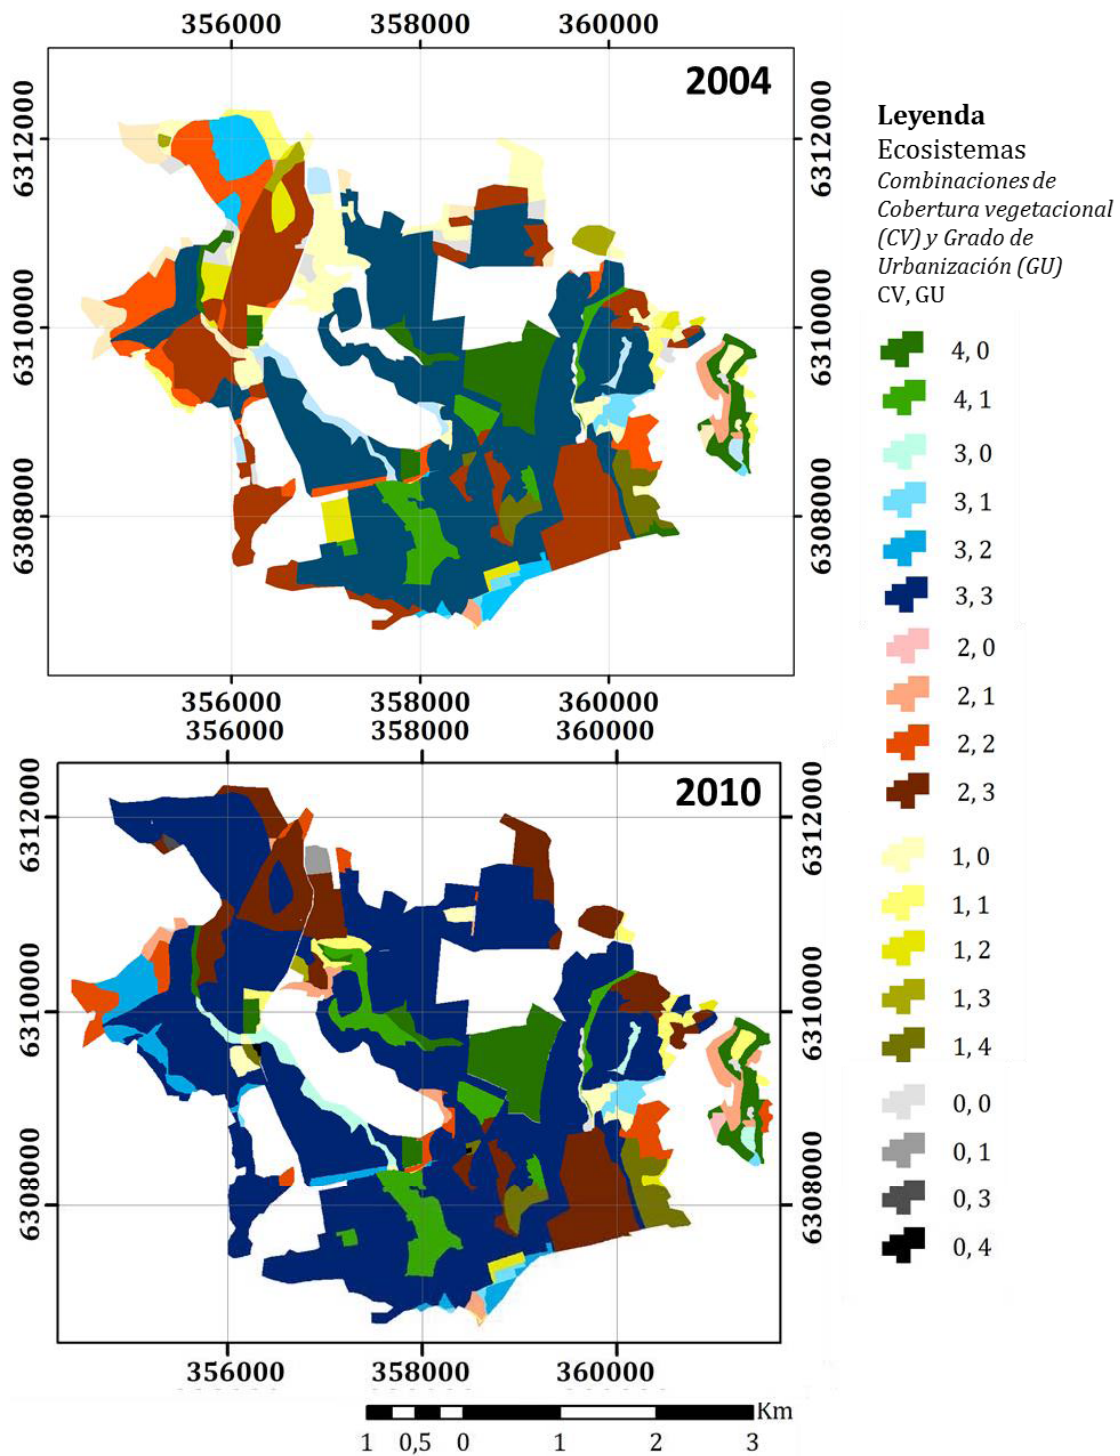 356000 358000 360000
2004
6312000 6312000
6310000 6310000
6308000 6308000
356000 358000 360000
356000 358000 360000
2010
6312000 6312000
6310000 6310000
6308000 6308000
356000 358000 360000
Km
1 0,5 0 1 2 3
Leyenda
Ecosistemas
Combinaciones de
Cobertura vegetacional
(CV) y Grado de
Urbanización (GU)
CV, GU
4, 0
4, 1
3, 0
3, 1
3, 2
3, 3
2, 0
2, 1
2, 2
2, 3
1, 0
1, 1
1, 2
1, 3
1, 4
0, 0
0, 1
0, 3
0, 4